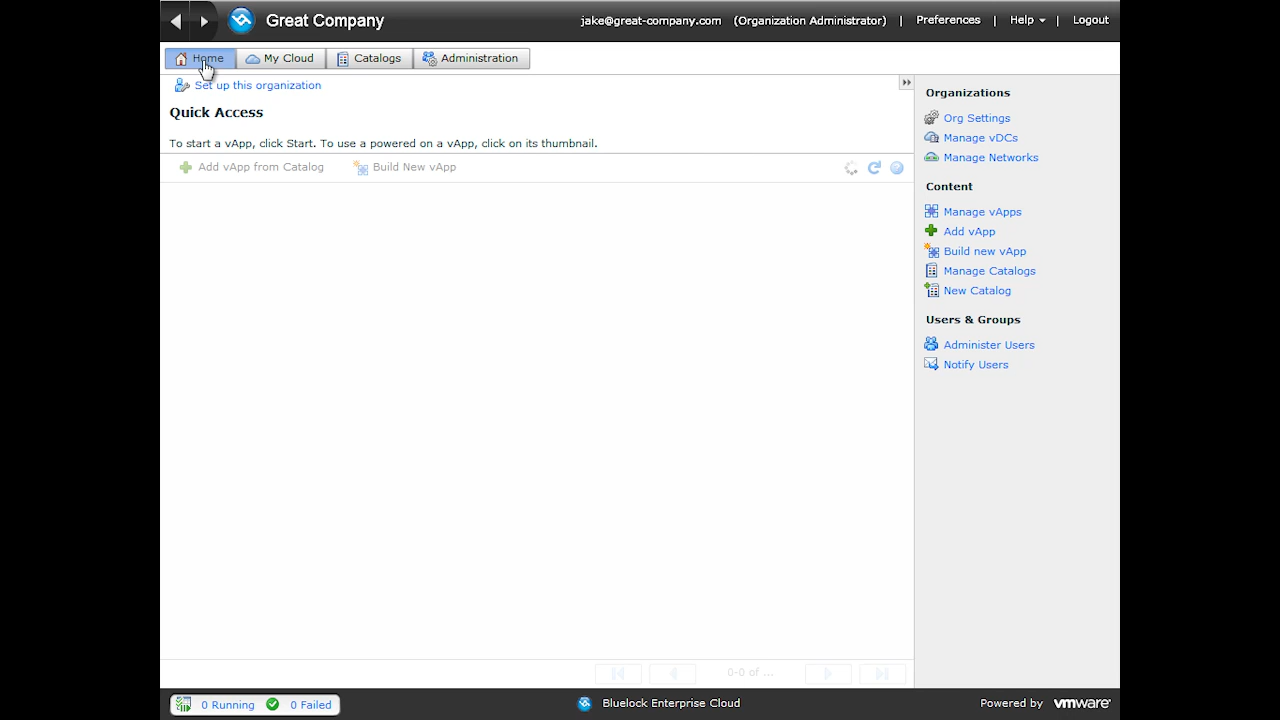 Great Company
jake@great-company.com (Organization Administrator) | Preferences | Help | Logout
Home My Cloud Catalogs Administration
Set up this organization
Quick Access
To start a vApp, click Start. To use a powered on a vApp, click on its thumbnail.
Add vApp from Catalog Build New vApp
Organizations
Org Settings
Manage vDCs
Manage Networks
Content
Manage vApps
Add vApp
Build new vApp
Manage Catalogs
New Catalog
Users & Groups
Administer Users
Notify Users
0-0 of ...
0 Running 0 Failed
Bluelock Enterprise Cloud
Powered by vmware